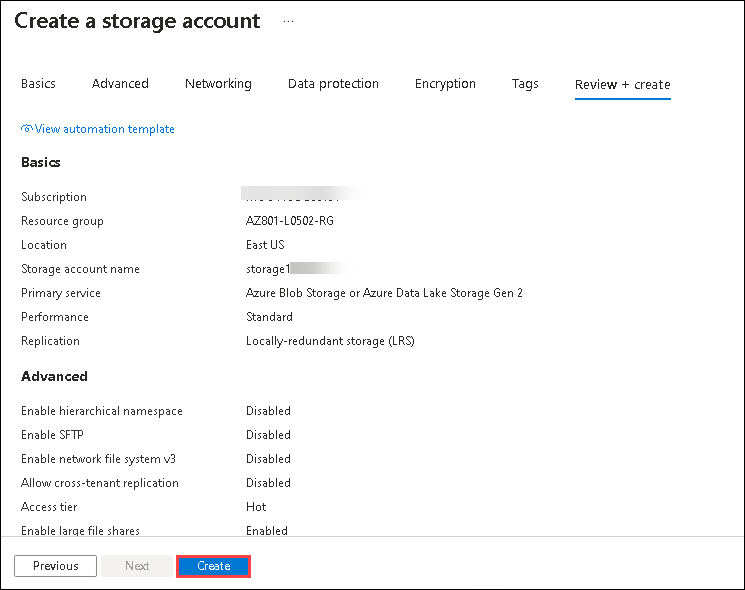 Create a storage account ...
Basics Advanced Networking Data protection Encryption Tags Review + create
View automation template
Basics
Subscription
Resource group AZ801-L0502-RG
Location East US
Storage account name storage1
Primary service Azure Blob Storage or Azure Data Lake Storage Gen 2
Performance Standard
Replication Locally-redundant storage (LRS)
Advanced
Enable hierarchical namespace Disabled
Enable SFTP Disabled
Enable network file system v3 Disabled
Allow cross-tenant replication Disabled
Access tier Hot
Enable large file shares Enabled
Previous Next Create